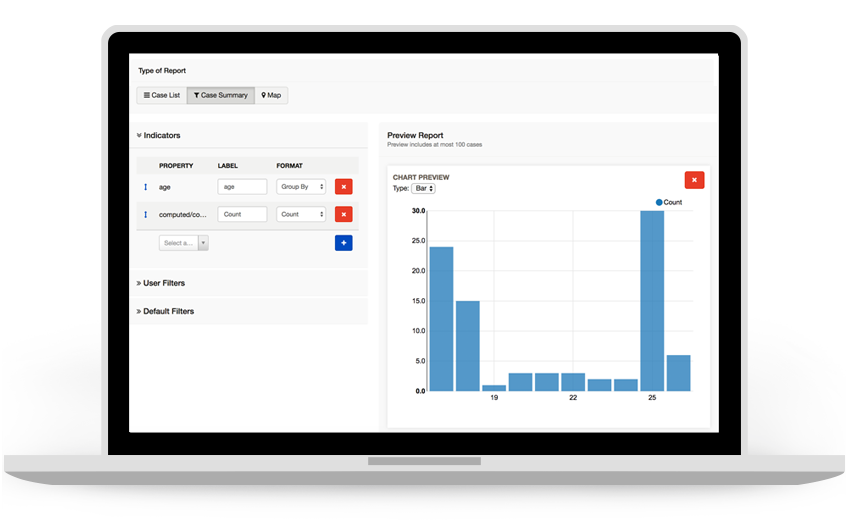 Type of Report
Case List Case Summary Map
Indicators
PROPERTY LABEL FORMAT
age age Group By
computed/co... Count Count
Select a...
User Filters
Default Filters
Preview Report
Preview includes at most 100 cases
CHART PREVIEW
Type: Bar
Count
30.0
25.0
20.0
15.0
10.0
5.0
0.0
19 22 25